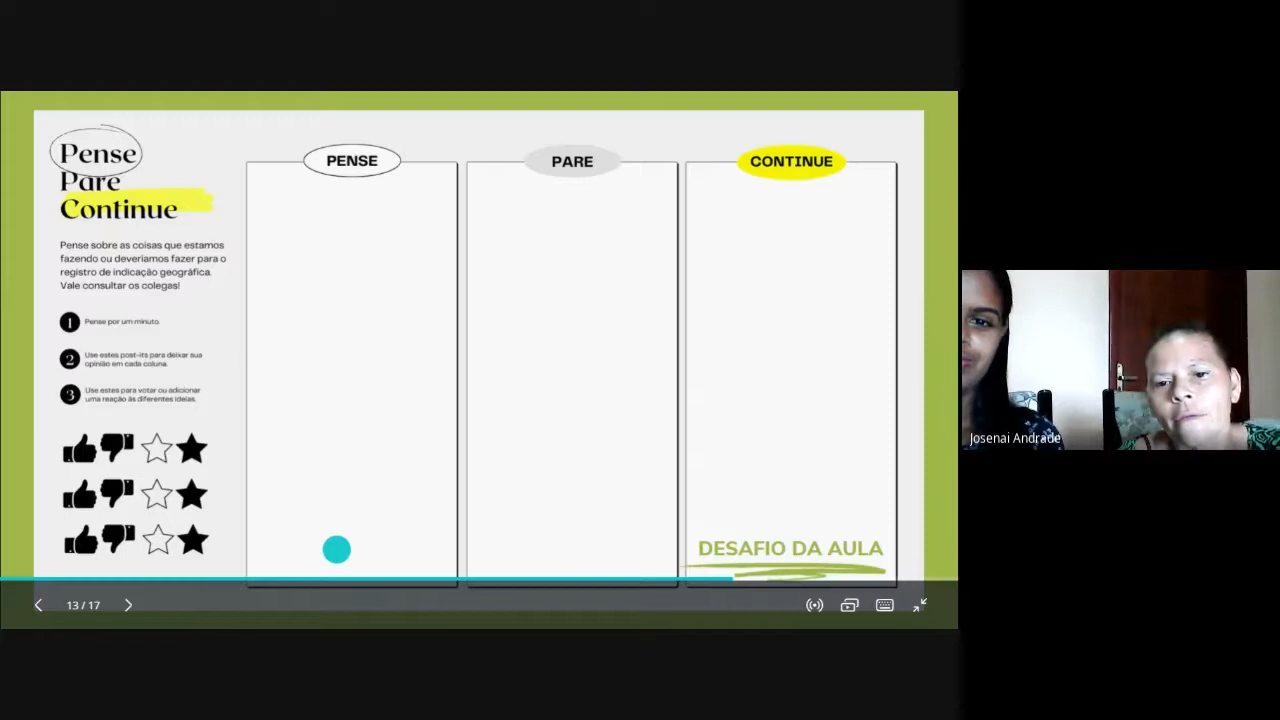 Pense
Pare
Continue
Pense sobre as coisas que estamos
fazendo ou deveríamos fazer para o
registro de indicação geográfica.
Vale consultar os colegas!
1 Pense por um minuto.
2 Use estes post-its para deixar sua
opinião em cada coluna.
3 Use estes para votar ou adicionar
uma reação às diferentes ideias.
PENSE
PARE
CONTINUE
DESAFIO DA AULA
13 / 17
Josenai Andrade